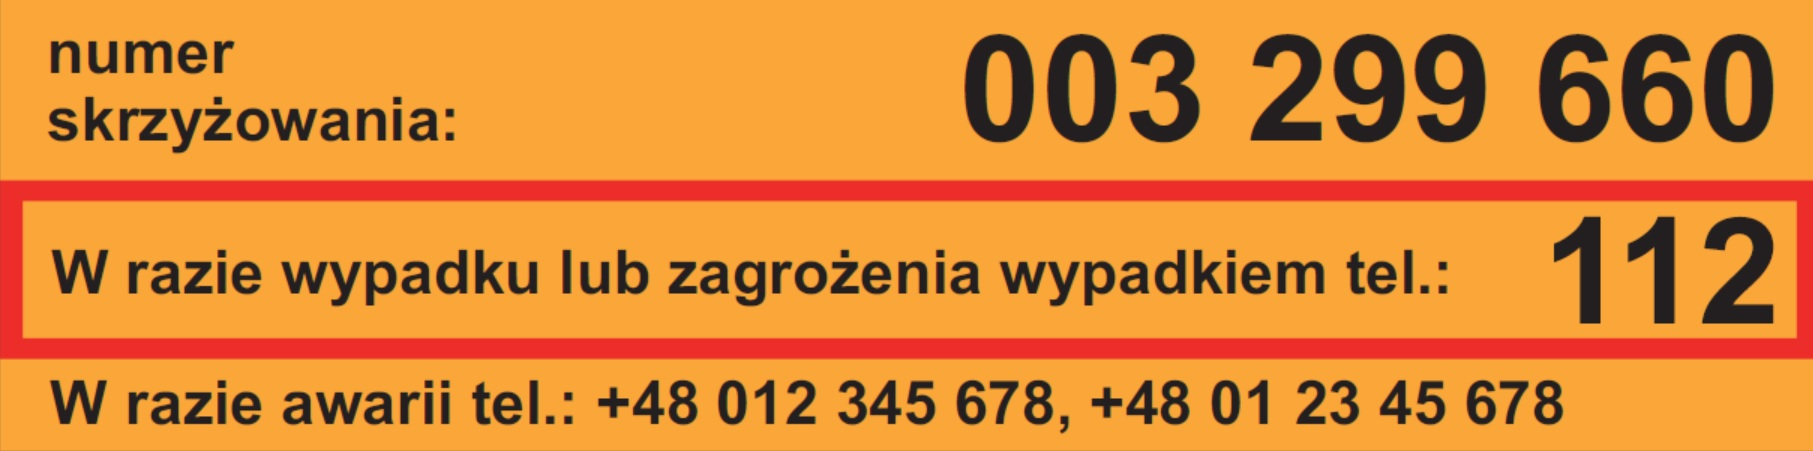 numer
skrzyżowania:
003 299 660
W razie wypadku lub zagrożenia wypadkiem tel.: 112
W razie awarii tel.: +48 012 345 678, +48 01 23 45 678